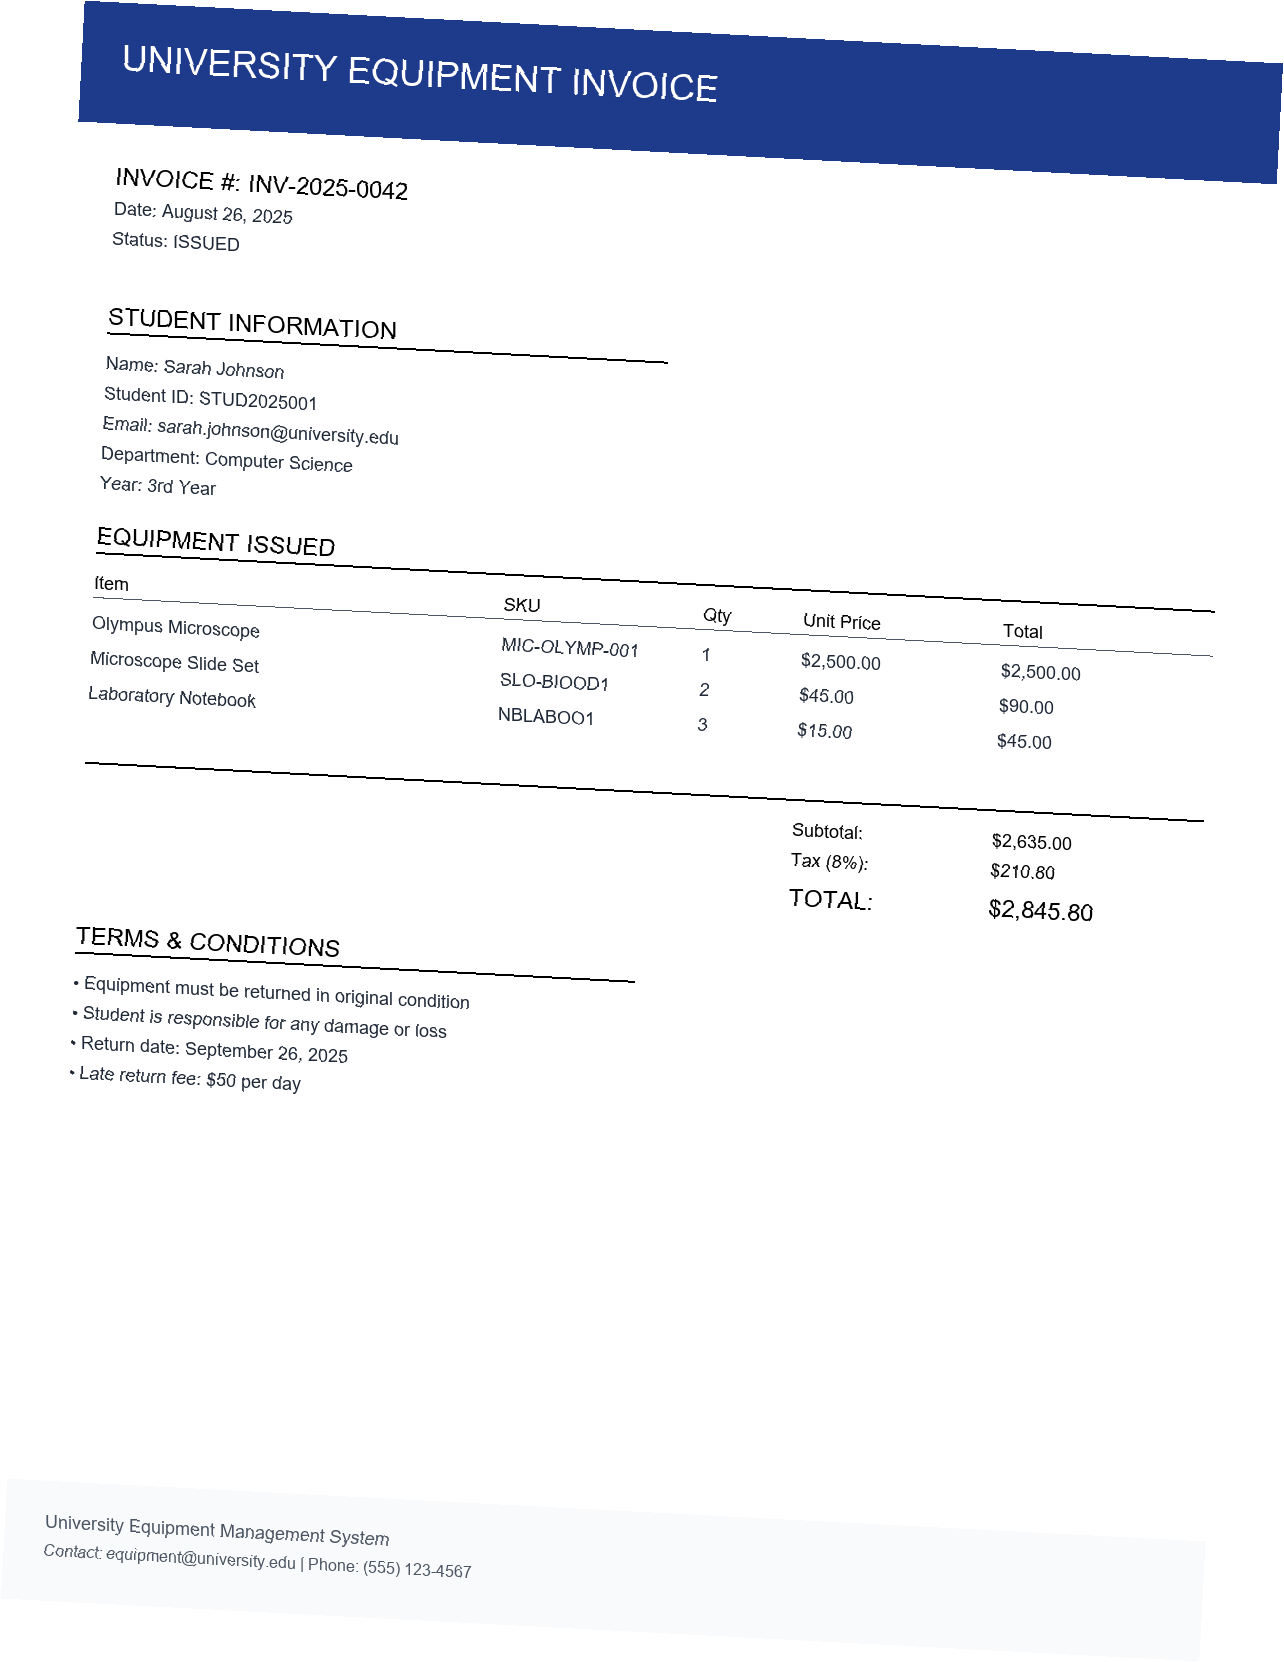 UNIVERSITY EQUIPMENT INVOICE
INVOICE #: INV-2025-0042
Date: August 26, 2025
Status: ISSUED
STUDENT INFORMATION
Name: Sarah Johnson
Student ID: STUD2025001
Email: sarah.johnson@university.edu
Department: Computer Science
Year: 3rd Year
EQUIPMENT ISSUED
Item SKU Qty Unit Price Total
Olympus Microscope MIC-OLYMP-001 1 $2,500.00 $2,500.00
Microscope Slide Set SLO-BIOOD1 2 $45.00 $90.00
Laboratory Notebook NBLABOO1 3 $15.00 $45.00
Subtotal: $2,635.00
Tax (8%): $210.80
TOTAL: $2,845.80
TERMS & CONDITIONS
• Equipment must be returned in original condition
• Student is responsible for any damage or loss
• Return date: September 26, 2025
• Late return fee: $50 per day
University Equipment Management System
Contact: equipment@university.edu | Phone: (555) 123-4567